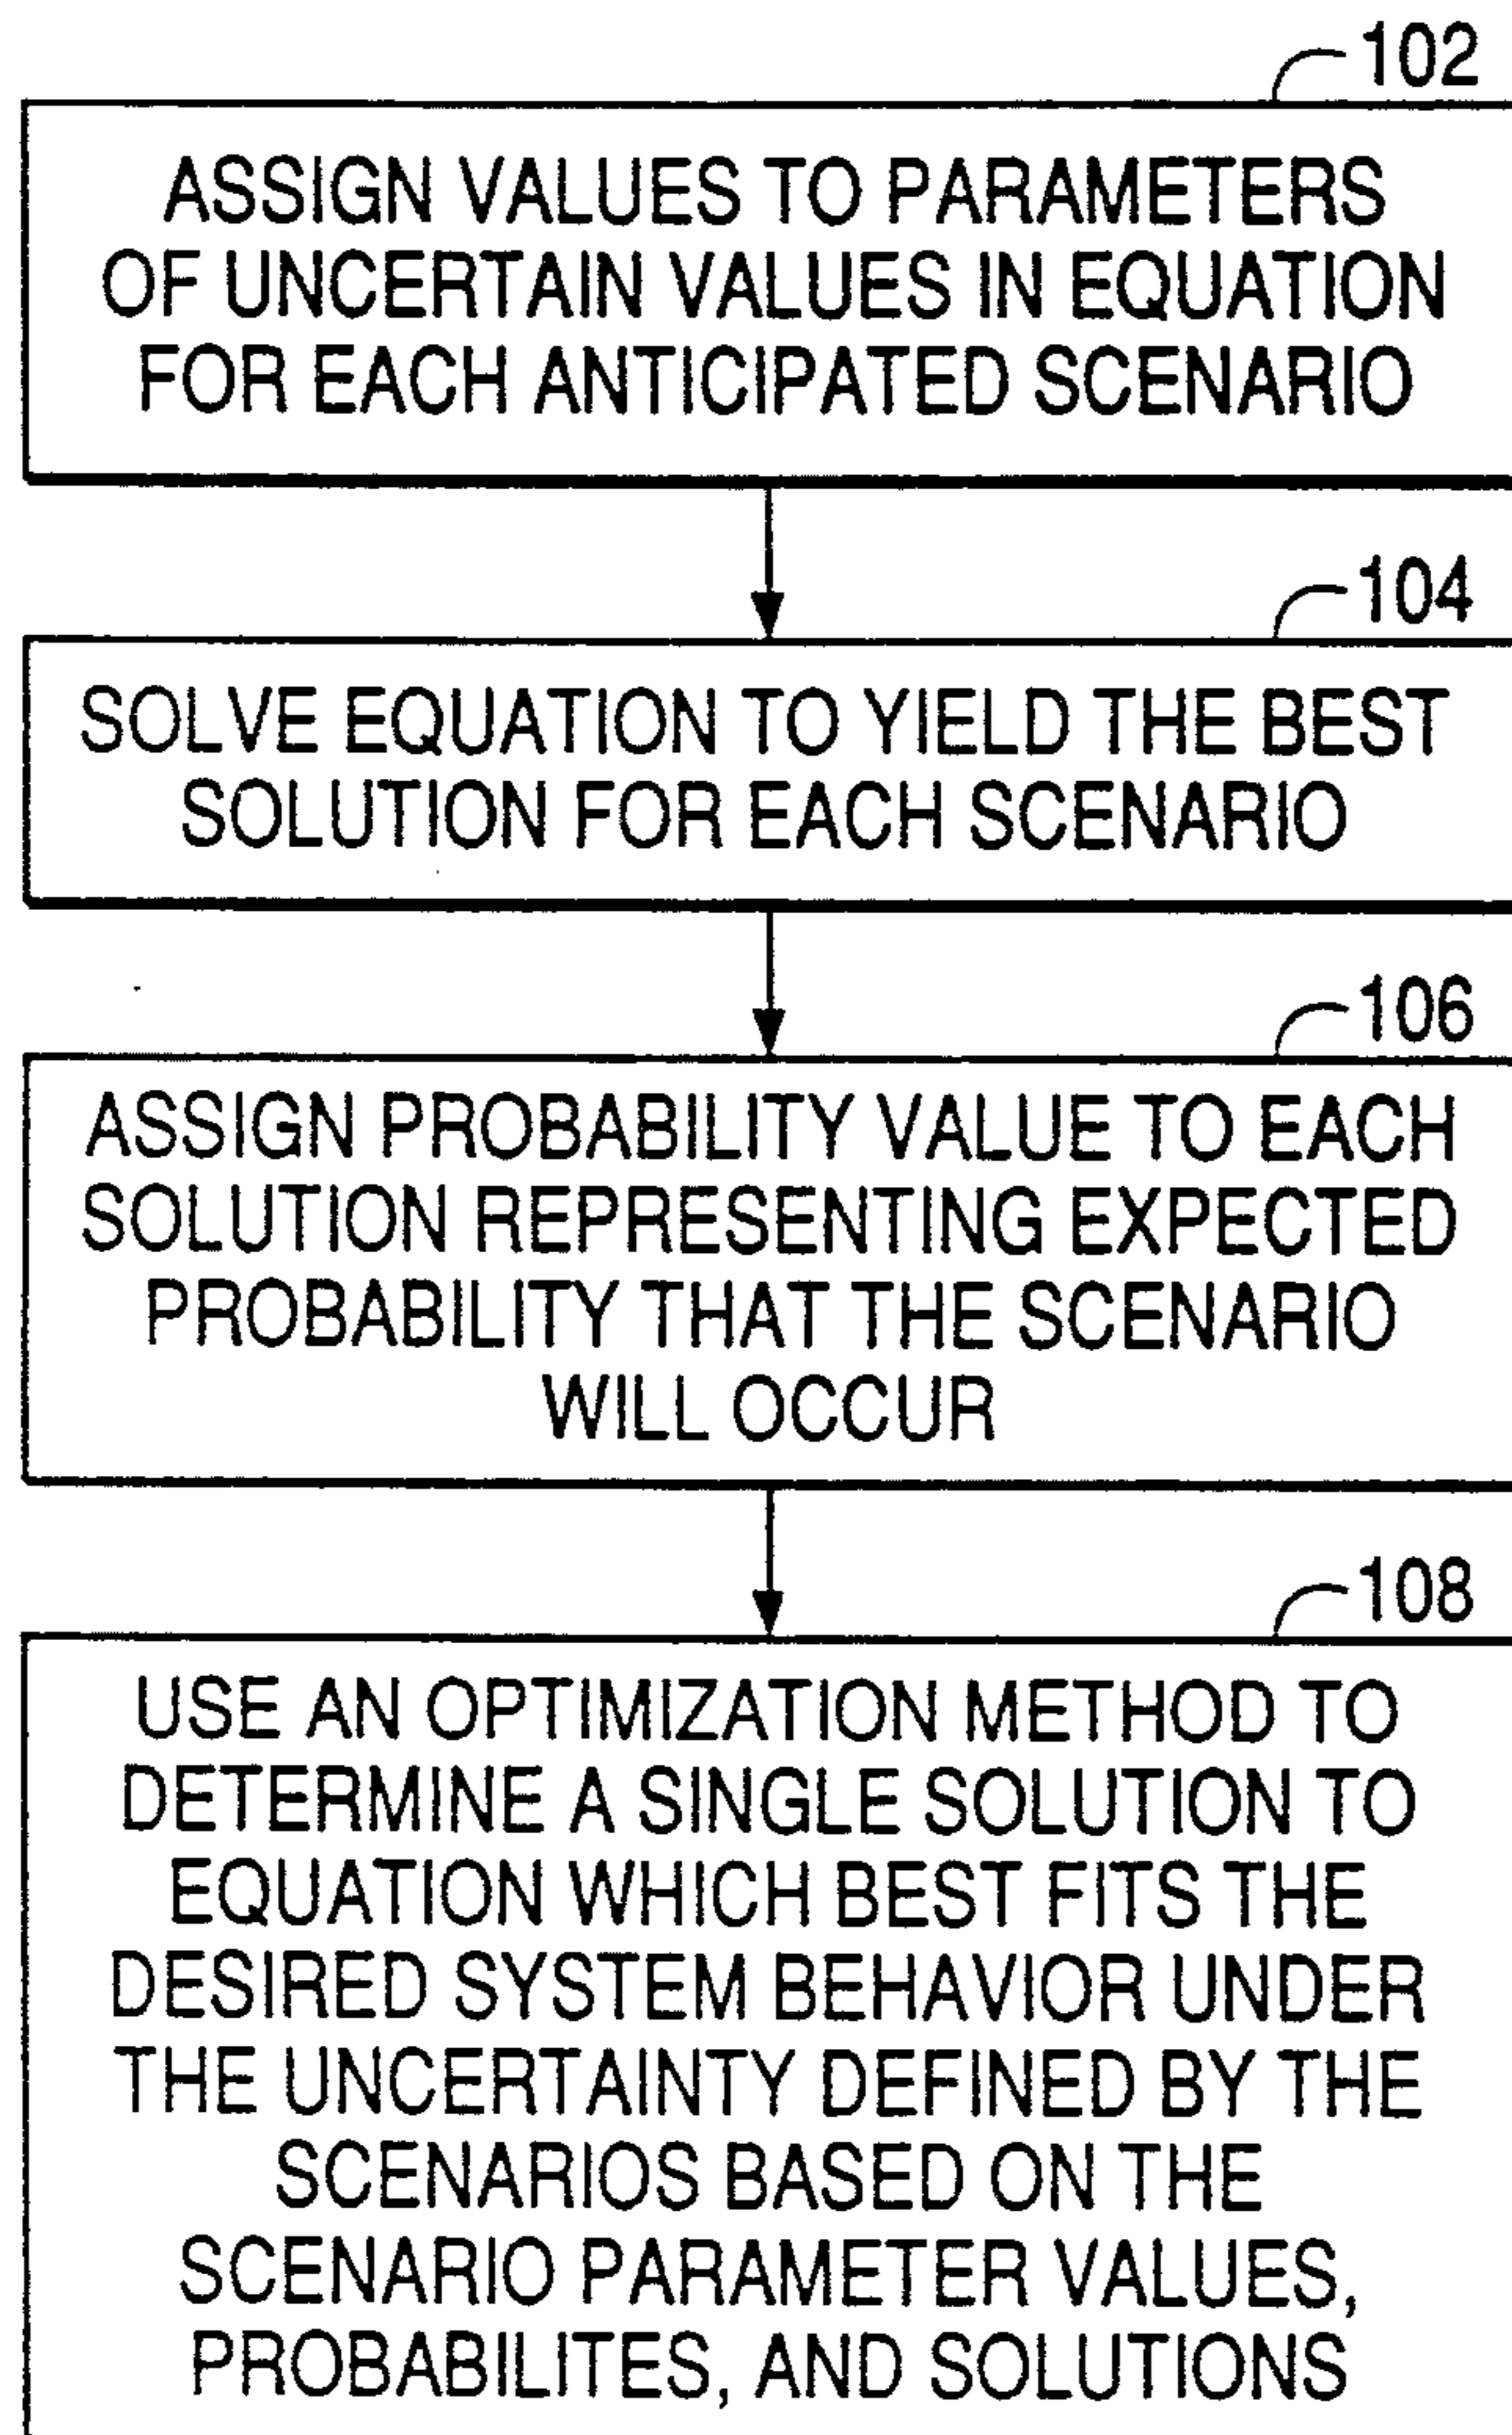 102
ASSIGN VALUES TO PARAMETERS
OF UNCERTAIN VALUES IN EQUATION
FOR EACH ANTICIPATED SCENARIO
104
SOLVE EQUATION TO YIELD THE BEST
SOLUTION FOR EACH SCENARIO
106
ASSIGN PROBABILITY VALUE TO EACH
SOLUTION REPRESENTING EXPECTED
PROBABILITY THAT THE SCENARIO
WILL OCCUR
108
USE AN OPTIMIZATION METHOD TO
DETERMINE A SINGLE SOLUTION TO
EQUATION WHICH BEST FITS THE
DESIRED SYSTEM BEHAVIOR UNDER
THE UNCERTAINTY DEFINED BY THE
SCENARIOS BASED ON THE
SCENARIO PARAMETER VALUES,
PROBABILITES, AND SOLUTIONS